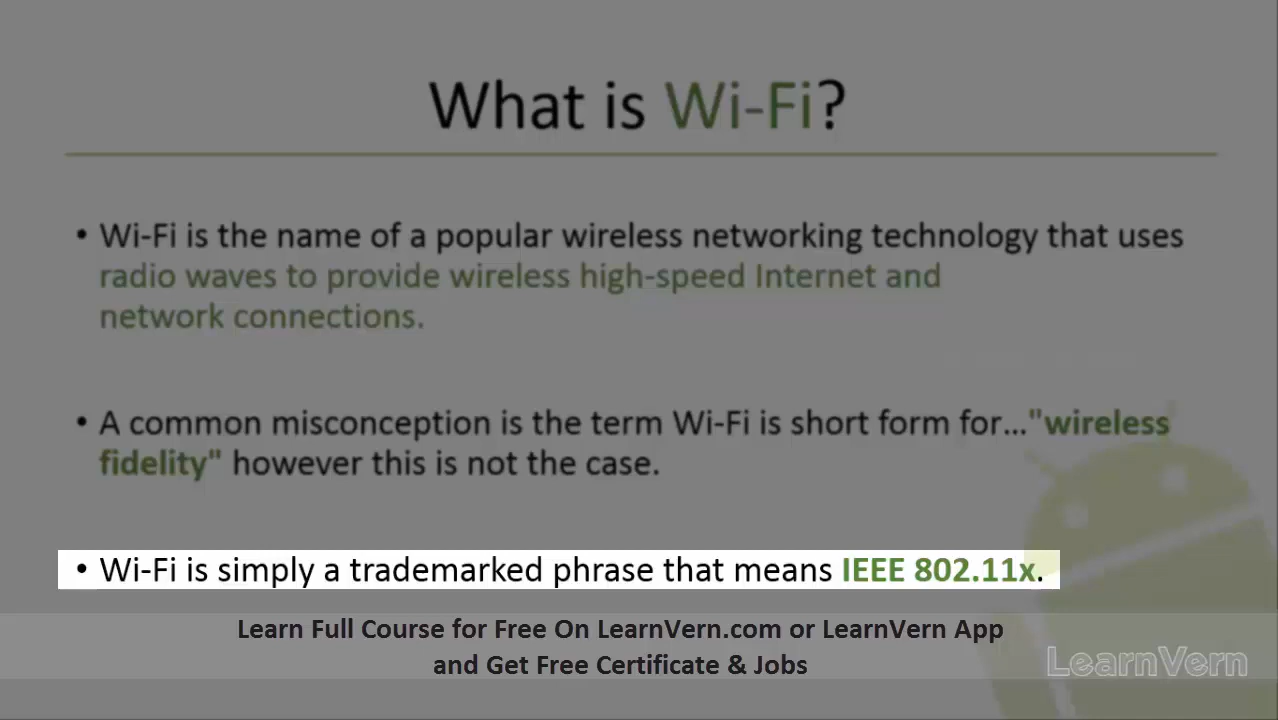 What is Wi-Fi?
• Wi-Fi is the name of a popular wireless networking technology that uses
radio waves to provide wireless high-speed Internet and
network connections.
• A common misconception is the term Wi-Fi is short form for..."wireless
fidelity" however this is not the case.
• Wi-Fi is simply a trademarked phrase that means IEEE 802.11x.
Learn Full Course for Free On LearnVern.com or LearnVern App
and Get Free Certificate & Jobs
LearnVern